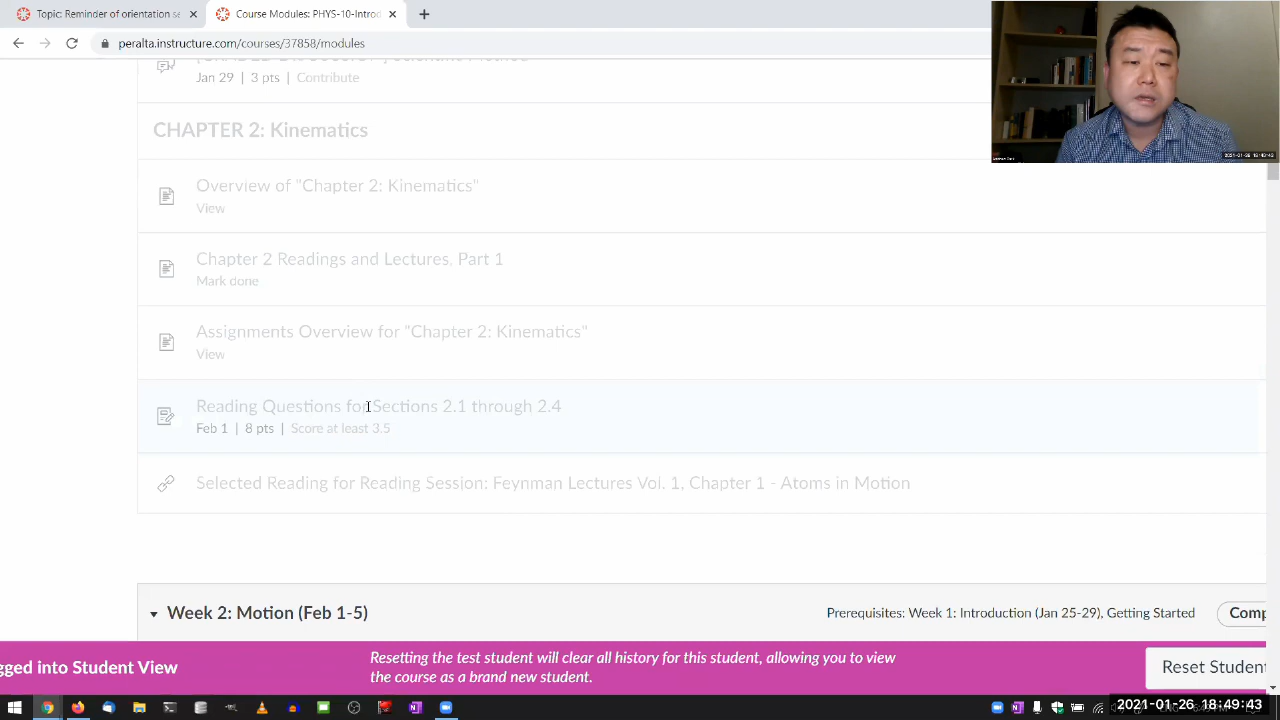 Topic: Reminder of orientation se
Course Modules: PHYS-10-Introd
peralta.instructure.com/courses/37858/modules
Jan 29 | 3 pts | Contribute
CHAPTER 2: Kinematics
Overview of "Chapter 2: Kinematics"
View
Chapter 2 Readings and Lectures, Part 1
Mark done
Assignments Overview for "Chapter 2: Kinematics"
View
Reading Questions for Sections 2.1 through 2.4
Feb 1 | 8 pts | Score at least 3.5
Selected Reading for Reading Session: Feynman Lectures Vol. 1, Chapter 1 - Atoms in Motion
Week 2: Motion (Feb 1-5)
Prerequisites: Week 1: Introduction (Jan 25-29), Getting Started
Comp
gged into Student View
Resetting the test student will clear all history for this student, allowing you to view
the course as a brand new student.
Reset Student
2021-01-26 18:49:43